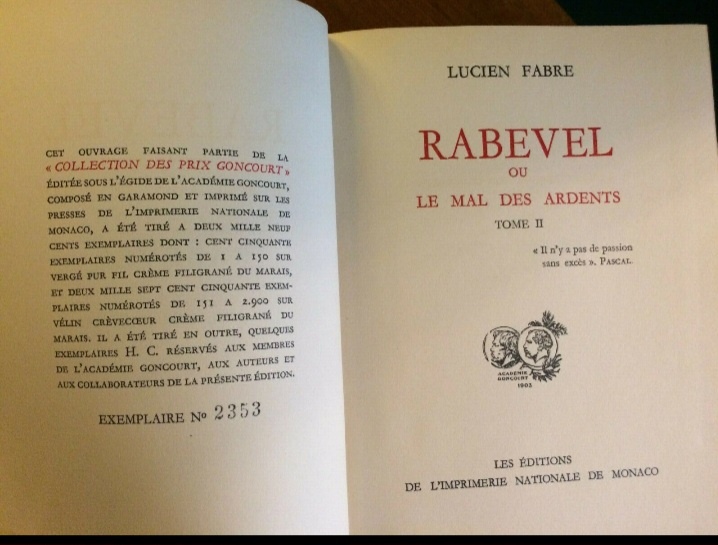 CET OUVRAGE FAISANT PARTIE DE LA
« COLLECTION DES PRIX GONCOURT »
ÉDITÉE SOUS L'ÉGIDE DE L'ACADÉMIE GONCOURT,
COMPOSÉ EN GARAMOND ET IMPRIMÉ SUR LES
PRESSES DE L'IMPRIMERIE NATIONALE DE
MONACO, A ÉTÉ TIRÉ A DEUX MILLE NEUF
CENTS EXEMPLAIRES DONT : CENT CINQUANTE
EXEMPLAIRES NUMÉROTÉS DE 1 A 150 SUR
VERGÉ PUR FIL CRÈME FILIGRANÉ DU MARAIS,
ET DEUX MILLE SEPT CENT CINQUANTE EXEM-
PLAIRES NUMÉROTÉS DE 151 A 2.900 SUR
VÉLIN CRÈVECŒUR CRÈME FILIGRANÉ DU
MARAIS. IL A ÉTÉ TIRÉ EN OUTRE, QUELQUES
EXEMPLAIRES H. C. RÉSERVÉS AUX MEMBRES
DE L'ACADÉMIE GONCOURT, AUX AUTEURS ET
AUX COLLABORATEURS DE LA PRÉSENTE ÉDITION.
EXEMPLAIRE No 2353
LUCIEN FABRE
RABEVEL
OU
LE MAL DES ARDENTS
TOME II
« Il n'y a pas de passion
sans excès ». PASCAL.
ACADÉMIE
GONCOURT
1903
LES ÉDITIONS
DE L'IMPRIMERIE NATIONALE DE MONACO